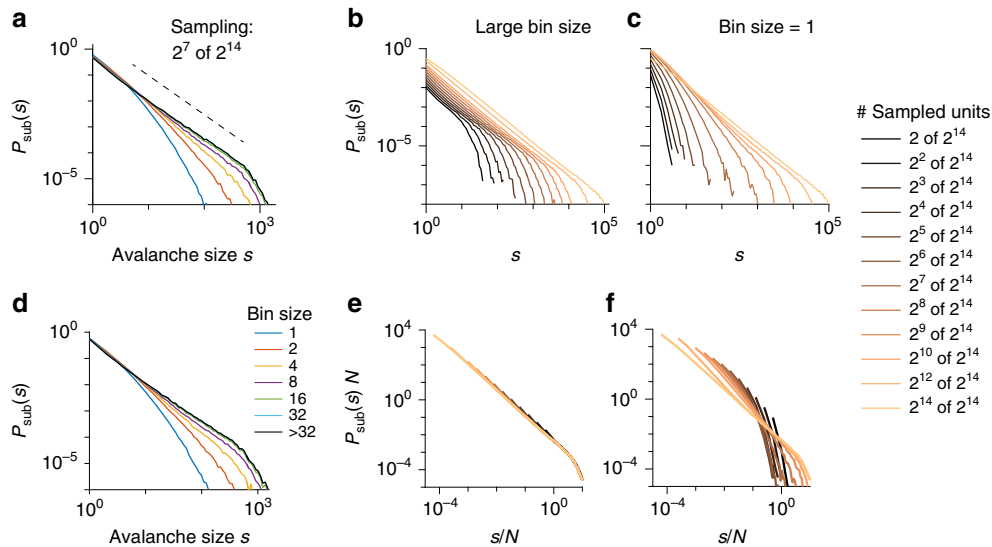 a
Sampling:
2^7 of 2^14
10^0
10^-5
P_sub(s)
10^0
10^3
Avalanche size s
b
Large bin size
10^0
10^-5
P_sub(s)
10^0
10^5
s
c
Bin size = 1
10^0
10^5
s
# Sampled units
2 of 2^14
2^2 of 2^14
2^3 of 2^14
2^4 of 2^14
2^5 of 2^14
2^6 of 2^14
2^7 of 2^14
2^8 of 2^14
2^9 of 2^14
2^10 of 2^14
2^12 of 2^14
2^14 of 2^14
d
Bin size
1
2
4
8
16
32
>32
10^0
10^-5
P_sub(s)
10^0
10^3
Avalanche size s
e
10^4
10^0
10^-4
P_sub(s) N
10^-4
10^0
s/N
f
10^4
10^0
10^-4
10^-4
10^0
s/N